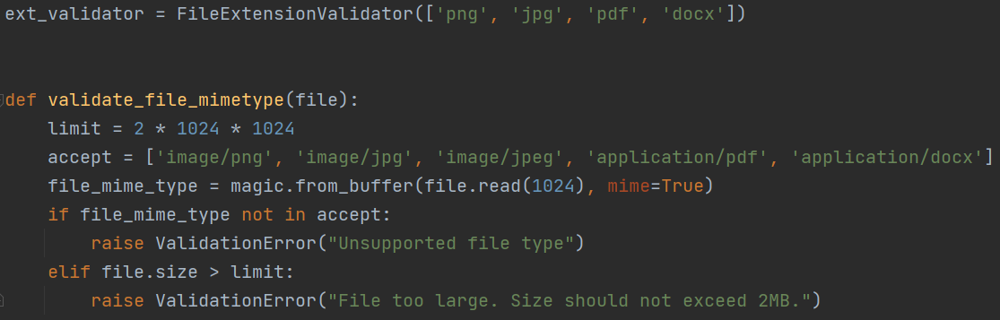 ext_validator = FileExtensionValidator(['png', 'jpg', 'pdf', 'docx'])
def validate_file_mimetype(file):
    limit = 2 * 1024 * 1024
    accept = ['image/png', 'image/jpg', 'image/jpeg', 'application/pdf', 'application/docx']
    file_mime_type = magic.from_buffer(file.read(1024), mime=True)
    if file_mime_type not in accept:
        raise ValidationError("Unsupported file type")
    elif file.size > limit:
        raise ValidationError("File too large. Size should not exceed 2MB.")